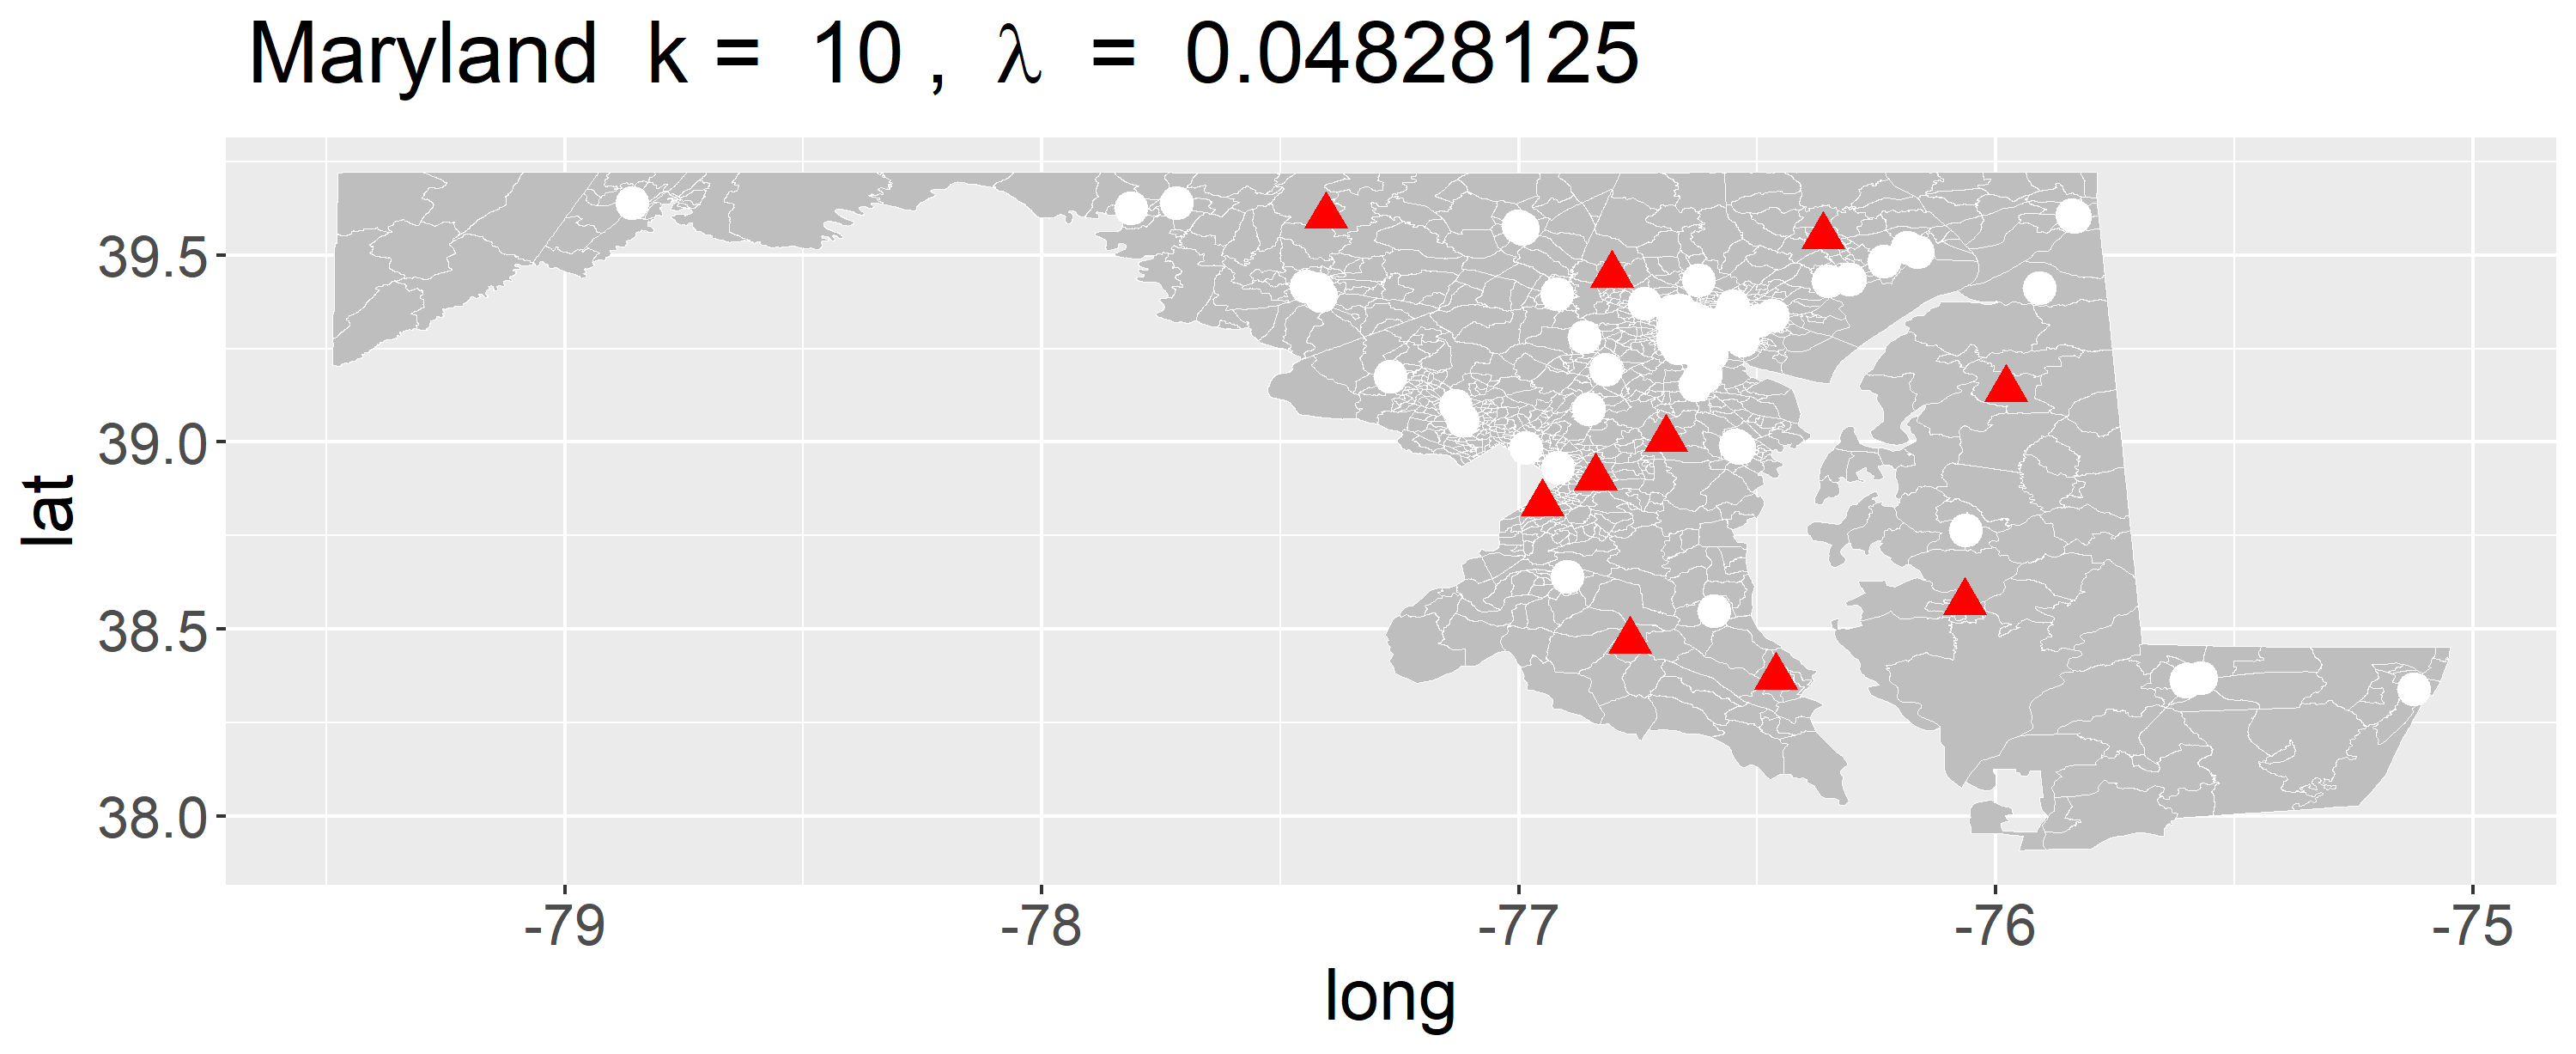 Maryland k = 10 , λ = 0.04828125
39.5
39.0
38.5
38.0
lat
-79 -78 -77 -76 -75
long